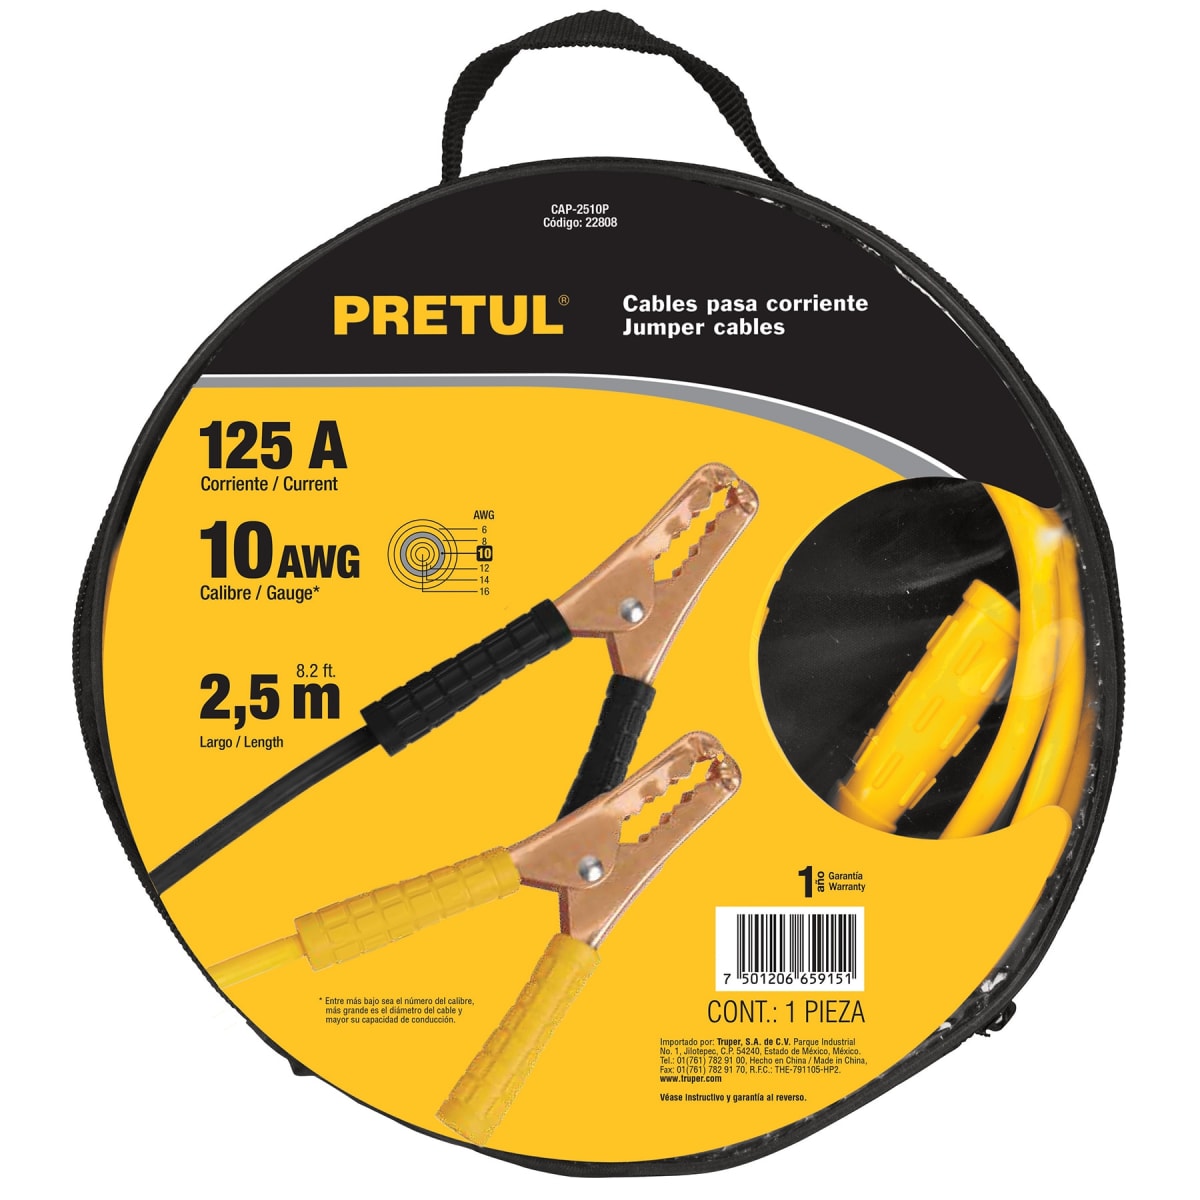 CAP-2510P
Código: 22808
PRETUL®
Cables pasa corriente
Jumper cables
125 A
Corriente / Current
10 AWG
Calibre / Gauge*
AWG
6
8
10
12
14
16
8.2 ft.
2,5 m
Largo / Length
1 año Garantía
Warranty
7 501206 659151
CONT.: 1 PIEZA
* Entre más bajo sea el número del calibre,
más grande es el diámetro del cable y
mayor su capacidad de conducción.
Importado por: Truper, S.A. de C.V. Parque Industrial
No. 1, Jilotepec, C.P. 54240, Estado de México, México.
Tel.: 01(761) 782 91 00, Hecho en China / Made in China,
Fax: 01(761) 782 91 70, R.F.C.: THE-791105-HP2.
www.truper.com
Véase instructivo y garantía al reverso.